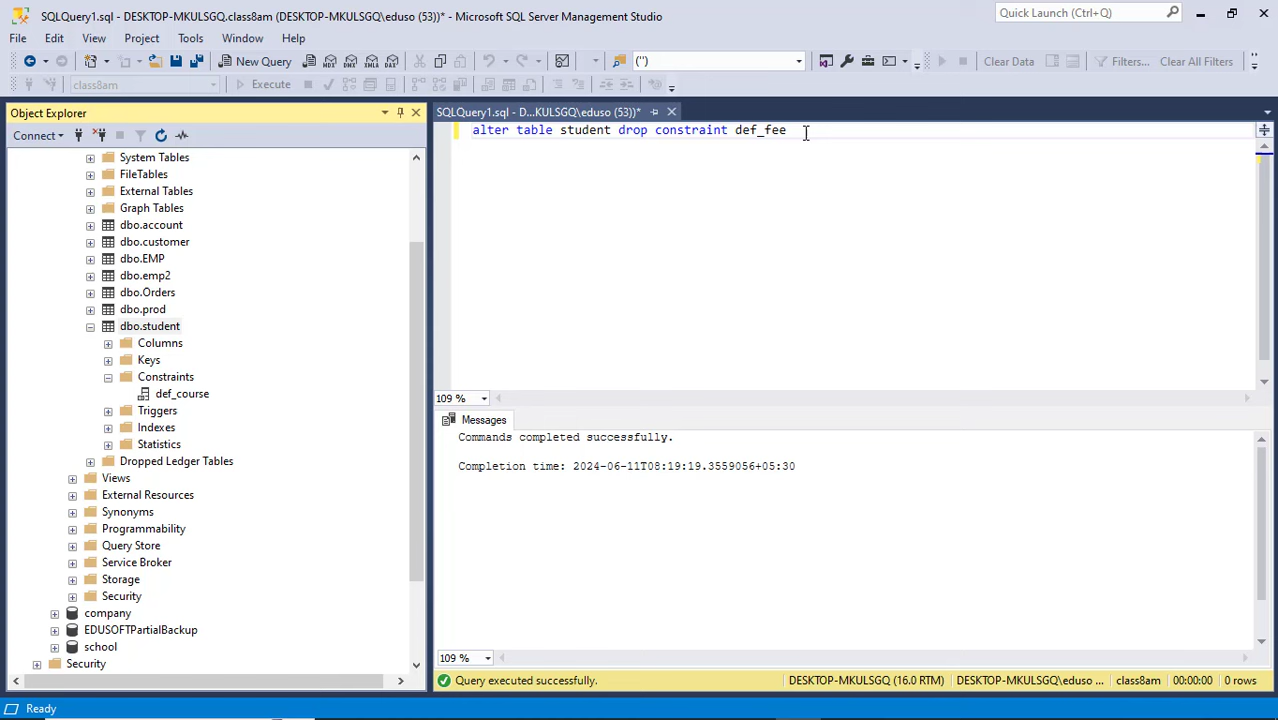 SQLQuery1.sql - DESKTOP-MKULSGQ.class8am (DESKTOP-MKULSGQ\eduso (53))* - Microsoft SQL Server Management Studio
Quick Launch (Ctrl+Q)
File Edit View Project Tools Window Help
New Query MDX DMX XMLA DAX ('') Clear Data Filters... Clear All Filters
class8am Execute
Object Explorer
SQLQuery1.sql - D...KULSGQ\eduso (53))*
Connect
alter table student drop constraint def_fee
System Tables
FileTables
External Tables
Graph Tables
dbo.account
dbo.customer
dbo.EMP
dbo.emp2
dbo.Orders
dbo.prod
dbo.student
Columns
Keys
Constraints
def_course
Triggers
Indexes
Statistics
Dropped Ledger Tables
Views
External Resources
Synonyms
Programmability
Query Store
Service Broker
Storage
Security
company
EDUSOFTPartialBackup
school
Security
109 %
Messages
Commands completed successfully.
Completion time: 2024-06-11T08:19:19.3559056+05:30
109 %
Query executed successfully. DESKTOP-MKULSGQ (16.0 RTM) DESKTOP-MKULSGQ\eduso ... class8am 00:00:00 0 rows
Ready